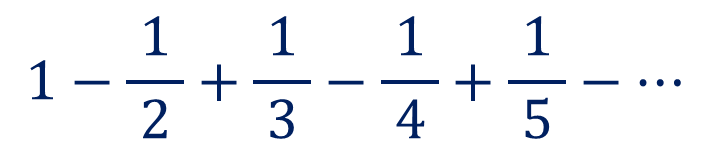 1 − 1/2 + 1/3 − 1/4 + 1/5 − ⋯